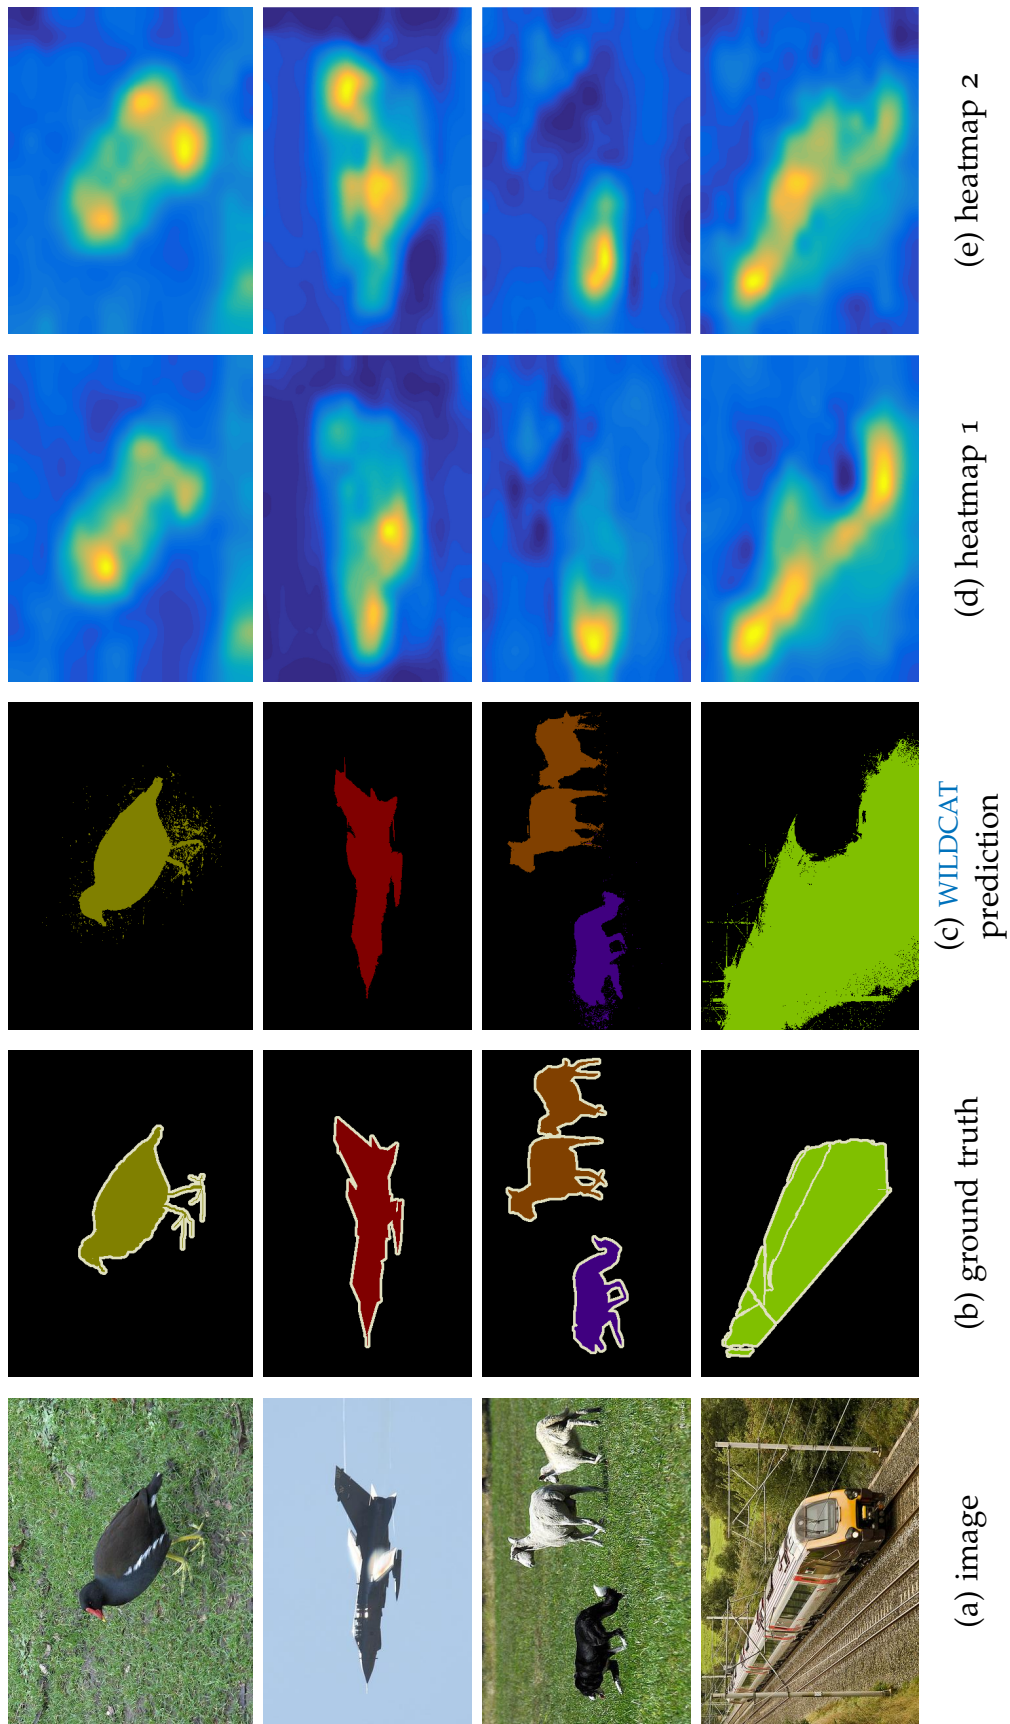 (a) image
(b) ground truth
(c) WILDCAT
prediction
(d) heatmap 1
(e) heatmap 2